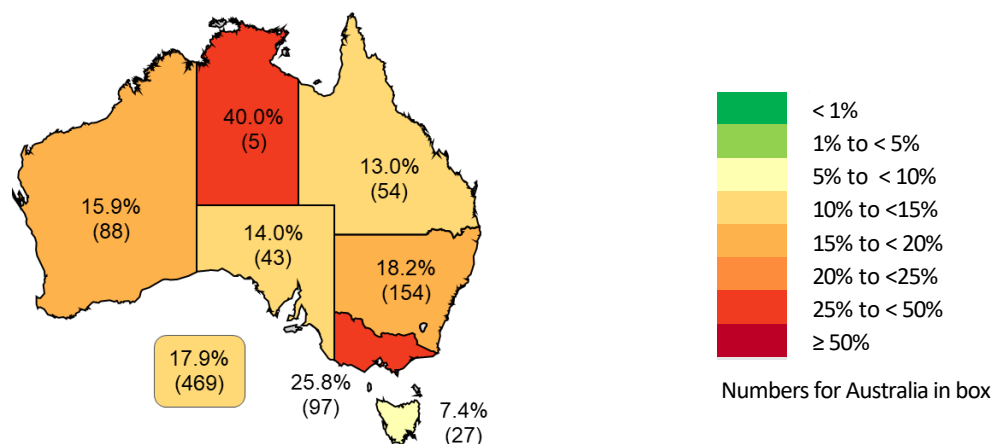 40.0%
(5)
13.0%
(54)
15.9%
(88)
14.0%
(43)
18.2%
(154)
17.9%
(469)
25.8%
(97)
7.4%
(27)
< 1%
1% to < 5%
5% to < 10%
10% to <15%
15% to < 20%
20% to <25%
25% to < 50%
≥ 50%
Numbers for Australia in box